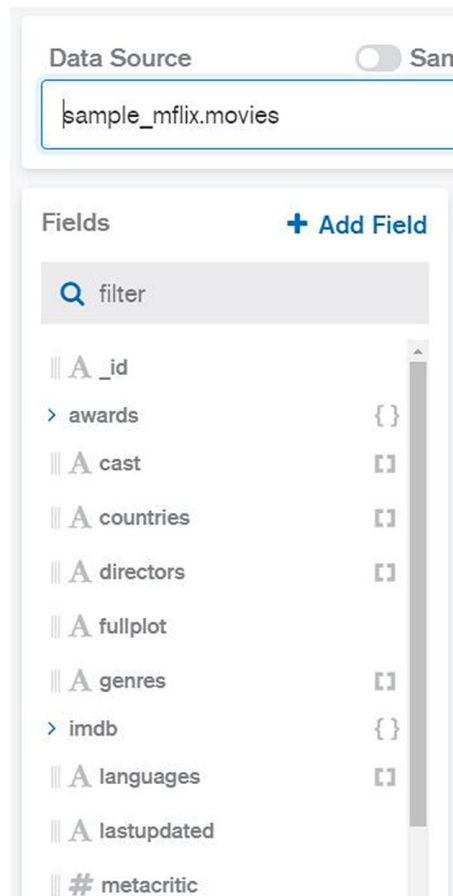 Data Source San
sample_mflix.movies
Fields + Add Field
filter
A _id
> awards {}
A cast []
A countries []
A directors []
A fullplot
A genres []
> imdb {}
A languages []
A lastupdated
# metacritic